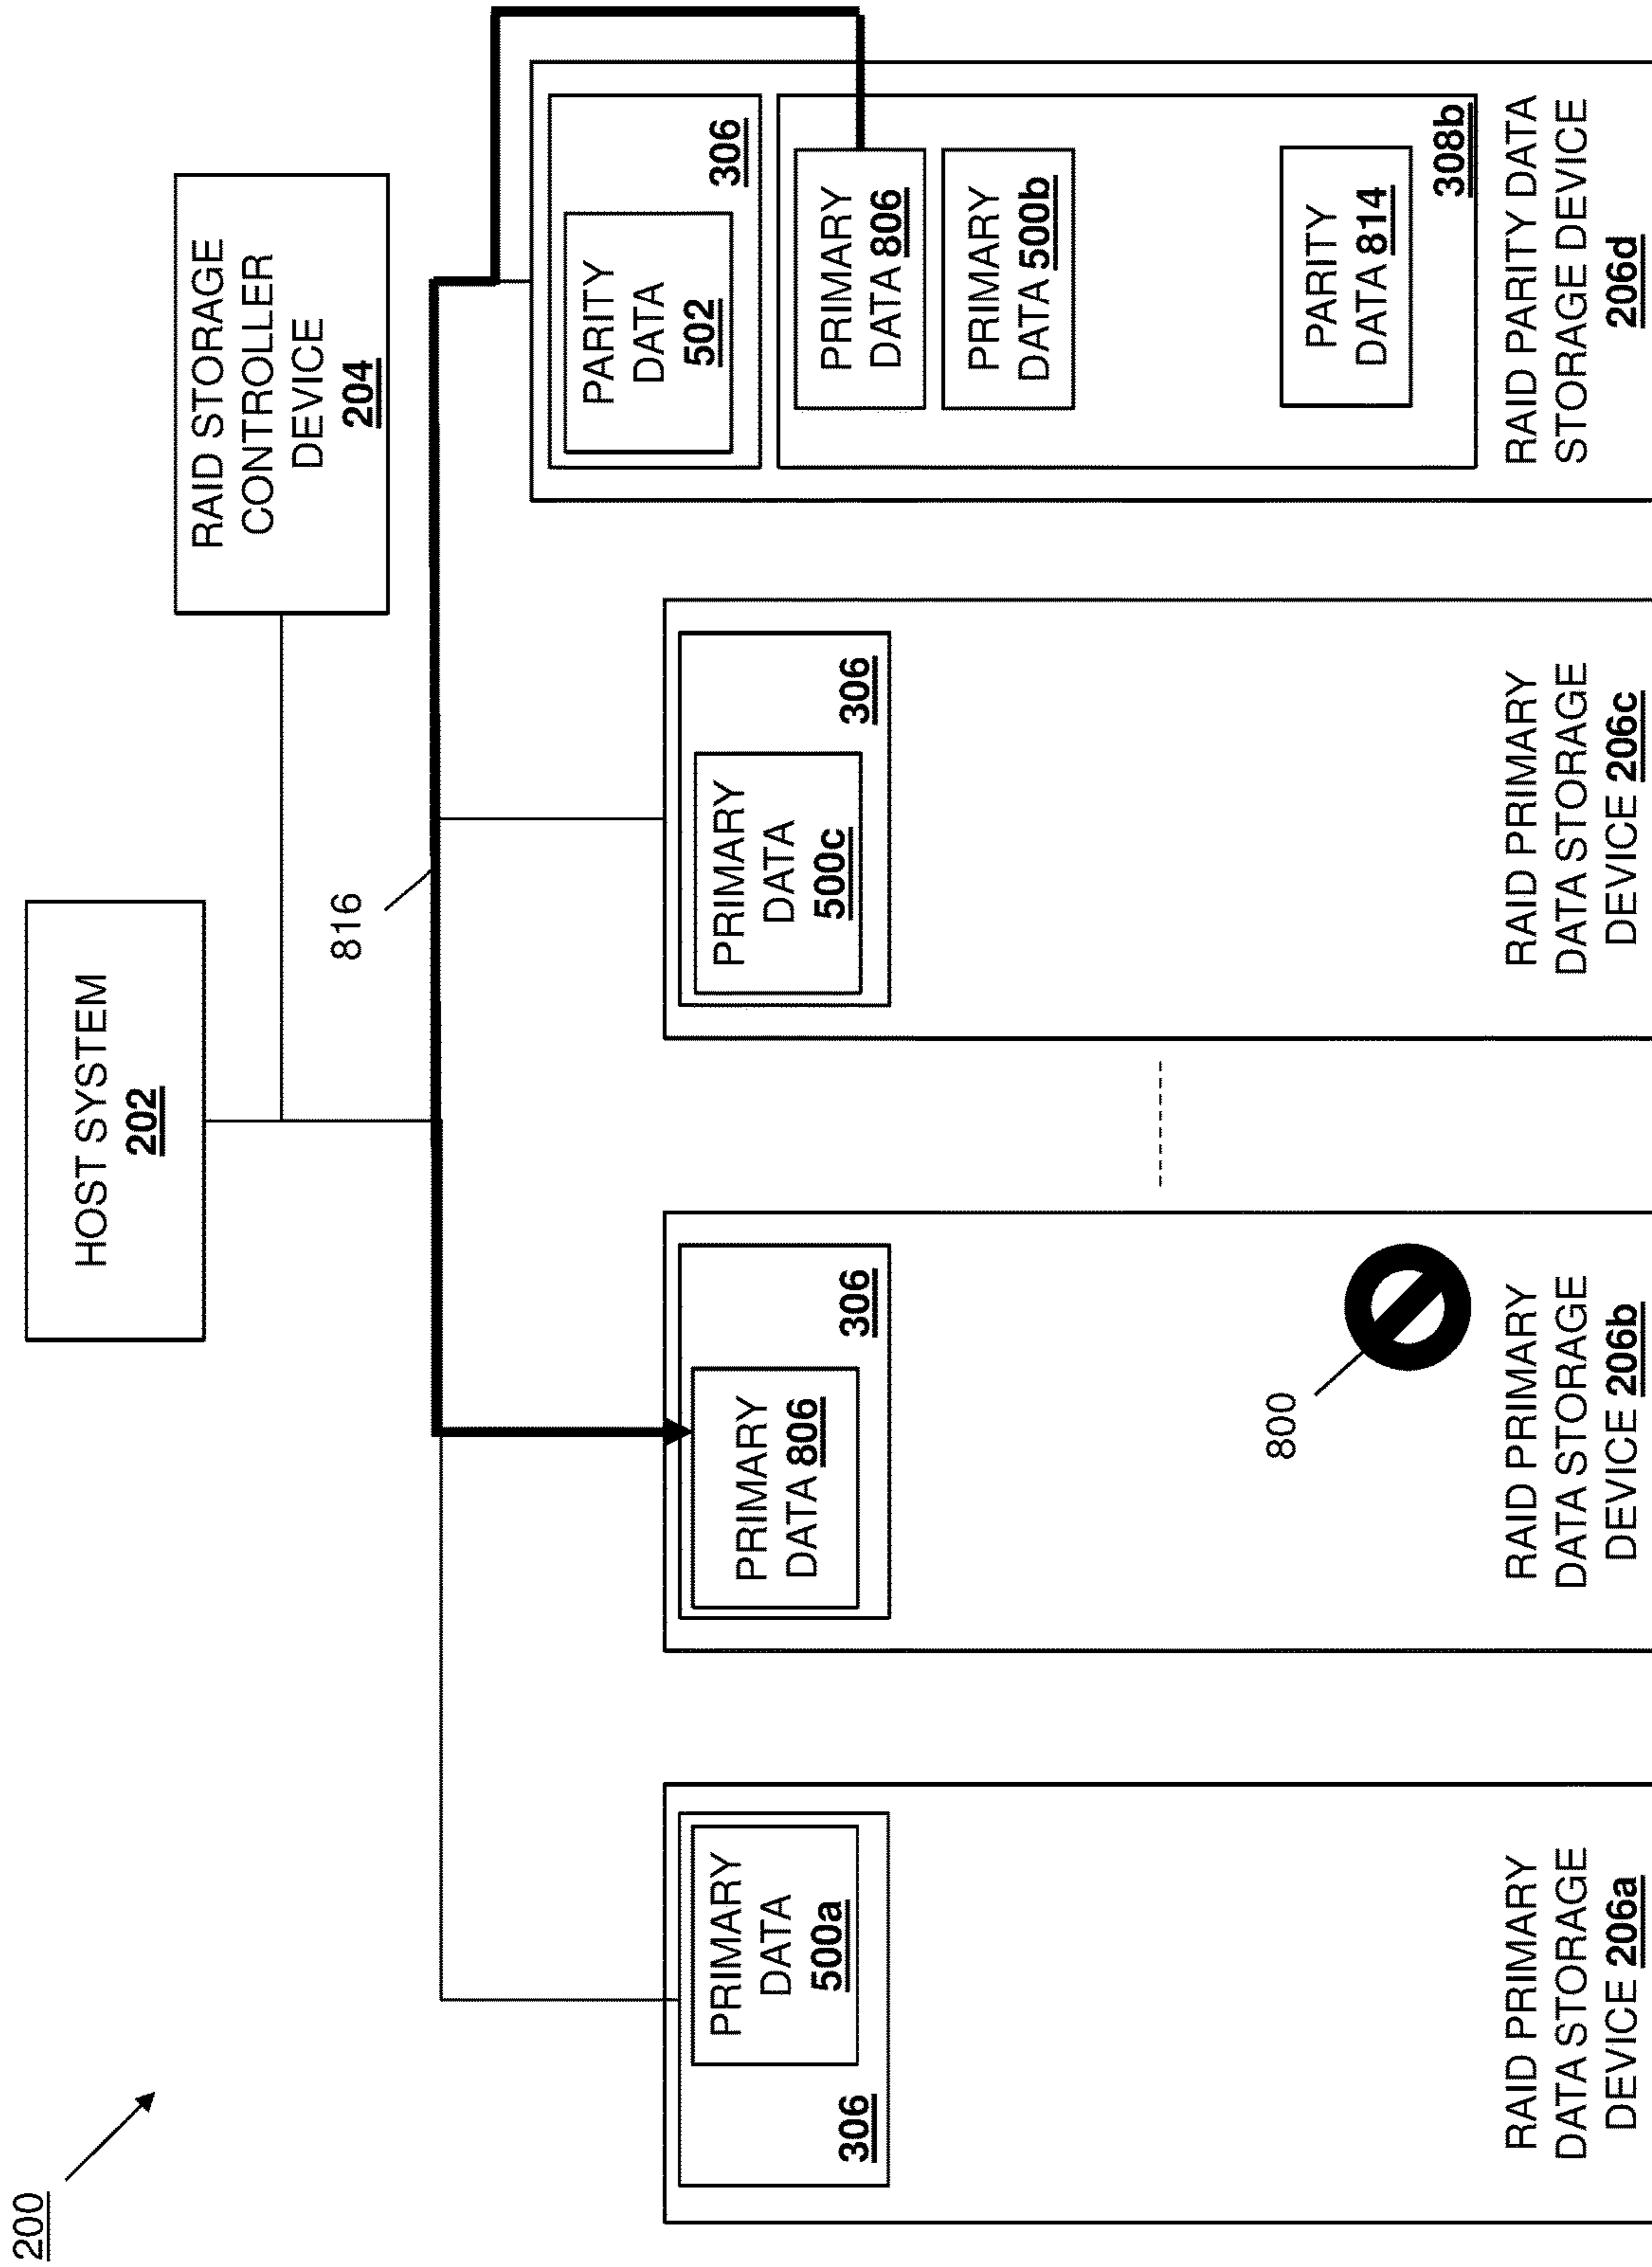 200
HOST SYSTEM
202
RAID STORAGE
CONTROLLER
DEVICE
204
816
306
PRIMARY
DATA
500a
RAID PRIMARY
DATA STORAGE
DEVICE 206a
PRIMARY
DATA 806
306
800
RAID PRIMARY
DATA STORAGE
DEVICE 206b
PRIMARY
DATA
500c
306
RAID PRIMARY
DATA STORAGE
DEVICE 206c
PARITY
DATA
502
306
PRIMARY
DATA 806
PRIMARY
DATA 500b
PARITY
DATA 814
308b
RAID PARITY DATA
STORAGE DEVICE
206d